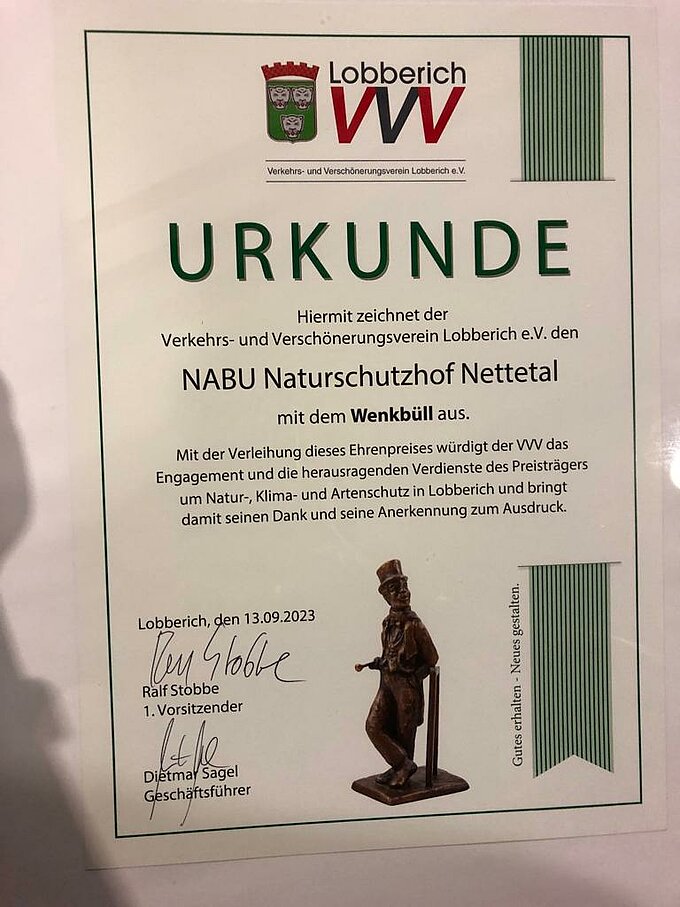 Lobberich
VVV
Verkehrs- und Verschönerungsverein Lobberich e.V.
URKUNDE
Hiermit zeichnet der
Verkehrs- und Verschönerungsverein Lobberich e.V. den
NABU Naturschutzhof Nettetal
mit dem Wenkbüll aus.
Mit der Verleihung dieses Ehrenpreises würdigt der VVV das
Engagement und die herausragenden Verdienste des Preisträgers
um Natur-, Klima- und Artenschutz in Lobberich und bringt
damit seinen Dank und seine Anerkennung zum Ausdruck.
Lobberich, den 13.09.2023
Ralf Stobbe
Ralf Stobbe
1. Vorsitzender
Dietmar Sagel
Geschäftsführer
Gutes erhalten - Neues gestalten.